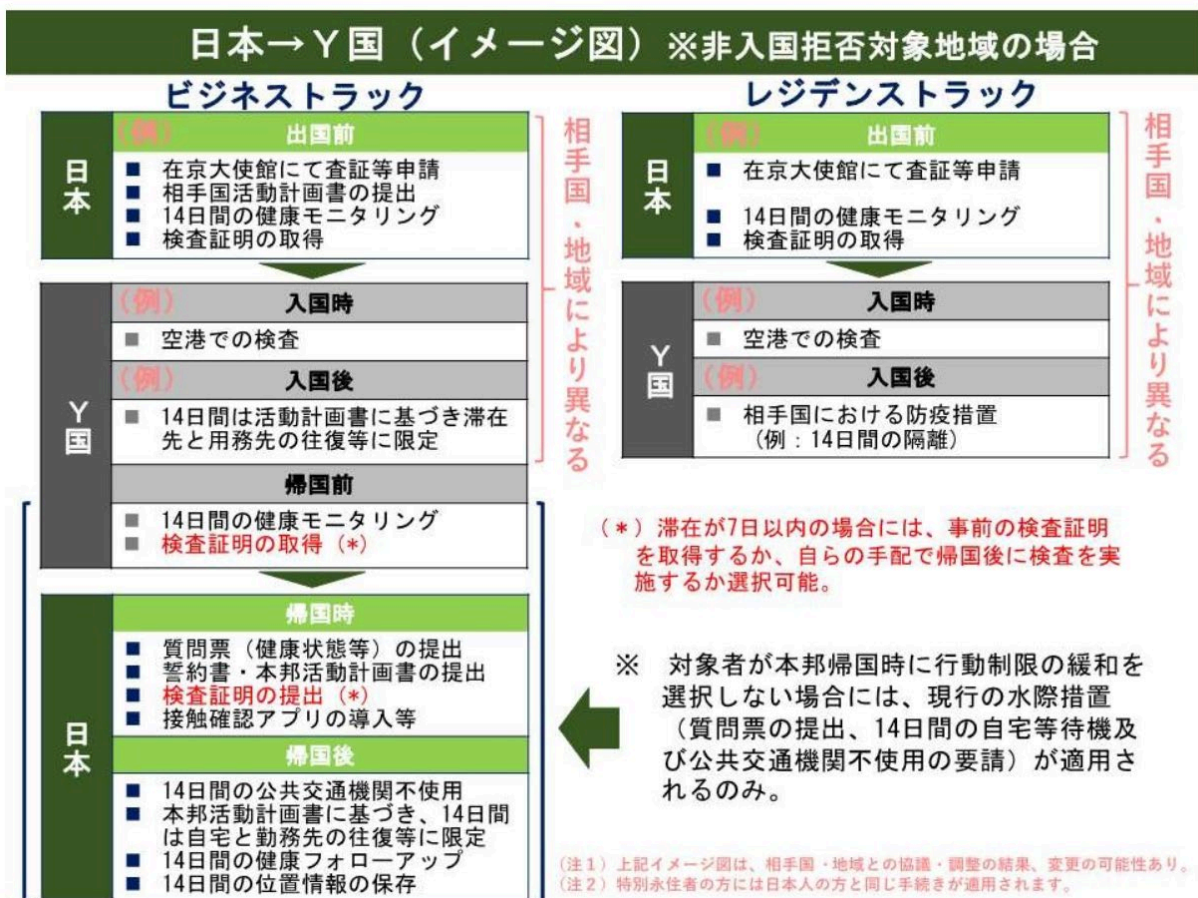 日本→Ｙ国（イメージ図）※非入国拒否対象地域の場合
ビジネストラック
日本
（例）
出国前
■ 在京大使館にて査証等申請
■ 相手国活動計画書の提出
■ 14日間の健康モニタリング
■ 検査証明の取得
Ｙ国
（例）
入国時
■ 空港での検査
（例）
入国後
■ 14日間は活動計画書に基づき滞在
先と用務先の往復等に限定
相手国・地域により異なる
帰国前
■ 14日間の健康モニタリング
■ 検査証明の取得（*）
日本
帰国時
■ 質問票（健康状態等）の提出
■ 誓約書・本邦活動計画書の提出
■ 検査証明の提出（*）
■ 接触確認アプリの導入等
帰国後
■ 14日間の公共交通機関不使用
■ 本邦活動計画書に基づき、14日間
は自宅と勤務先の往復等に限定
■ 14日間の健康フォローアップ
■ 14日間の位置情報の保存
レジデンストラック
日本
（例）
出国前
■ 在京大使館にて査証等申請
■ 14日間の健康モニタリング
■ 検査証明の取得
Ｙ国
（例）
入国時
■ 空港での検査
（例）
入国後
■ 相手国における防疫措置
（例：14日間の隔離）
相手国・地域により異なる
（*）滞在が7日以内の場合には、事前の検査証明
を取得するか、自らの手配で帰国後に検査を実
施するか選択可能。
※ 対象者が本邦帰国時に行動制限の緩和を
選択しない場合には、現行の水際措置
（質問票の提出、14日間の自宅等待機及
び公共交通機関不使用の要請）が適用さ
れるのみ。
（注１）上記イメージ図は、相手国・地域との協議・調整の結果、変更の可能性あり。
（注２）特別永住者の方には日本人の方と同じ手続きが適用されます。